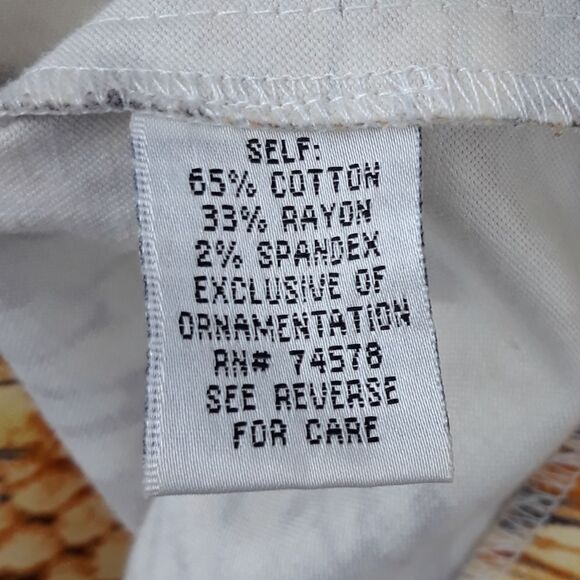 SELF:
65% COTTON
33% RAYON
2% SPANDEX
EXCLUSIVE OF
ORNAMENTATION
RN# 74578
SEE REVERSE
FOR CARE